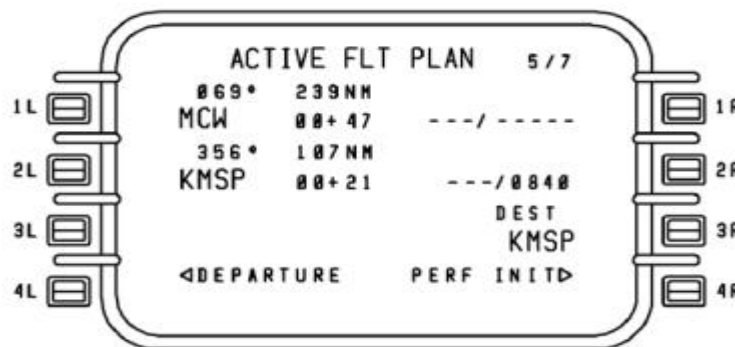 ACTIVE FLT PLAN 5/7
069° 239NM
1L MCW 00+47 ---/----- 1R
356° 107NM
2L KMSP 00+21 ---/0840 2R
DEST
3L KMSP 3R
4L ◁DEPARTURE PERF INIT▷ 4R